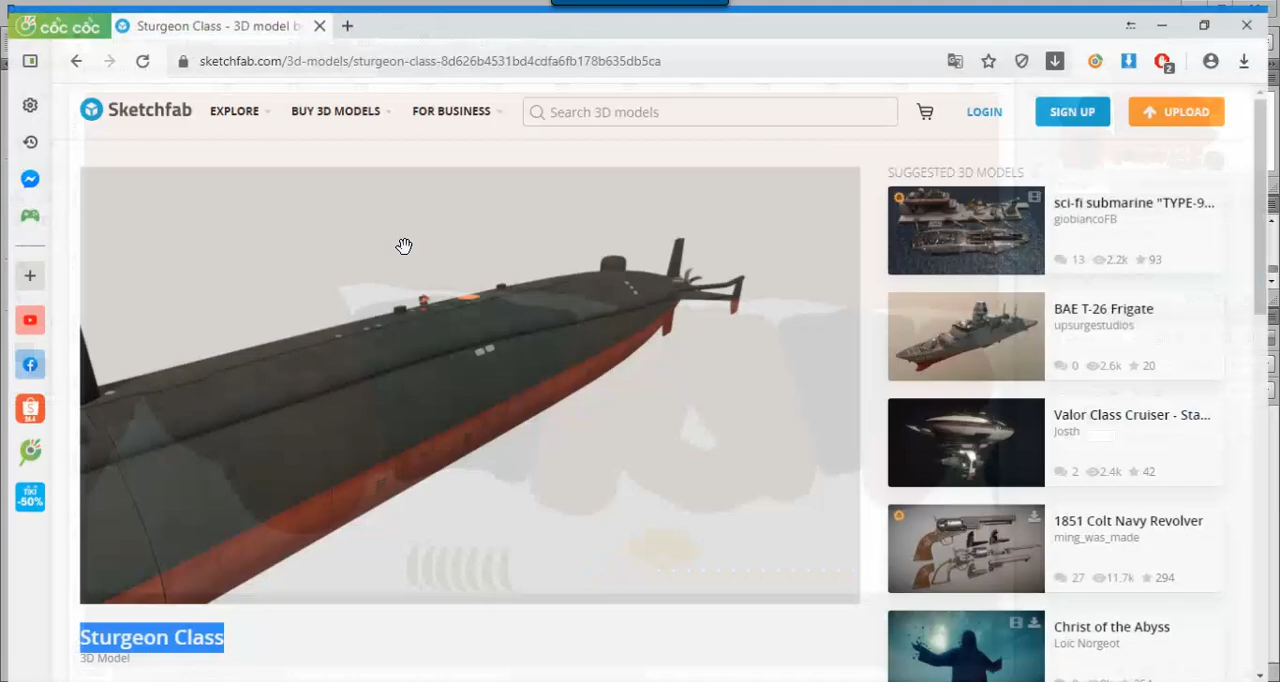 cốc cốc
Sturgeon Class - 3D model b
sketchfab.com/3d-models/sturgeon-class-8d626b4531bd4cdfa6fb178b635db5ca
2
Sketchfab
EXPLORE
BUY 3D MODELS
FOR BUSINESS
Search 3D models
LOGIN
SIGN UP
UPLOAD
SUGGESTED 3D MODELS
sci-fi submarine "TYPE-9...
giobiancoFB
13 2.2k 93
BAE T-26 Frigate
upsurgestudios
0 2.6k 20
Valor Class Cruiser - Sta...
Josth
2 2.4k 42
1851 Colt Navy Revolver
ming_was_made
27 11.7k 294
Christ of the Abyss
Loïc Norgeot
TIKI
-50%
Sturgeon Class
3D Model